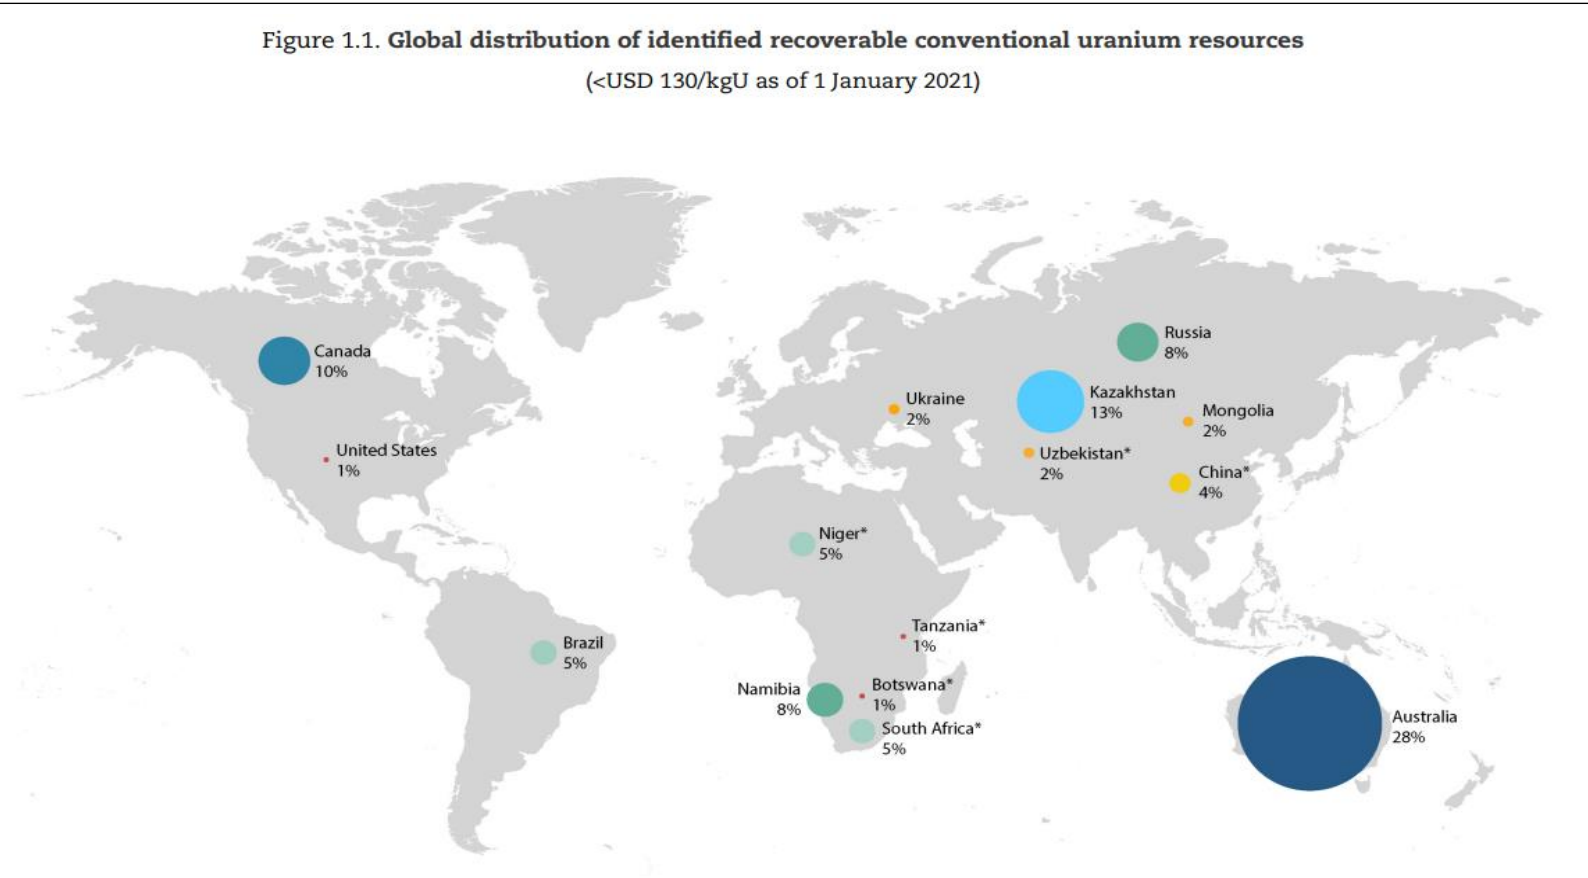 Figure 1.1. Global distribution of identified recoverable conventional uranium resources
(<USD 130/kgU as of 1 January 2021)
Canada
10%
United States
1%
Brazil
5%
Ukraine
2%
Russia
8%
Kazakhstan
13%
Mongolia
2%
Uzbekistan*
2%
China*
4%
Niger*
5%
Tanzania*
1%
Namibia
8%
Botswana*
1%
South Africa*
5%
Australia
28%